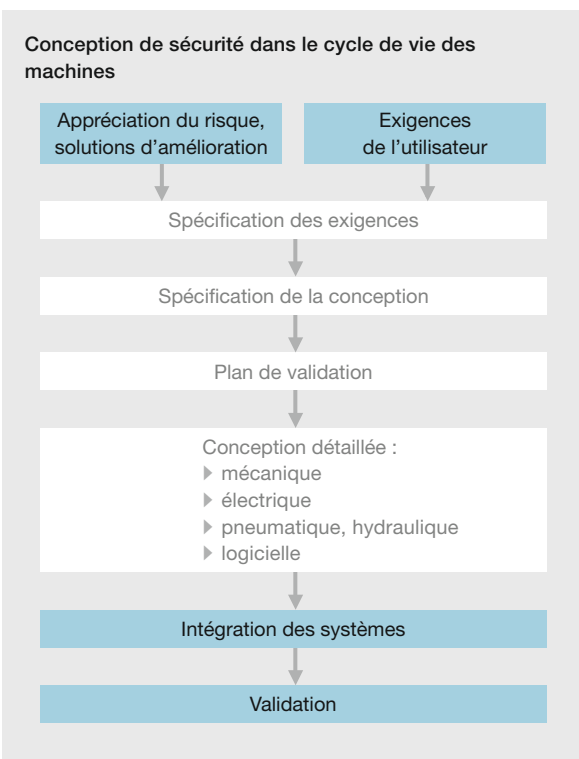 Conception de sécurité dans le cycle de vie des
machines
Appréciation du risque,
solutions d'amélioration
Exigences
de l'utilisateur
Spécification des exigences
Spécification de la conception
Plan de validation
Conception détaillée :
mécanique
électrique
pneumatique, hydraulique
logicielle
Intégration des systèmes
Validation